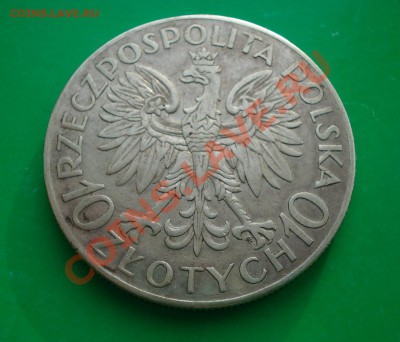 COINS.LAVE.RU
RZECZPOSPOLITA POLSKA
10 ZŁOTYCH 10
COINS.LAVE.RU